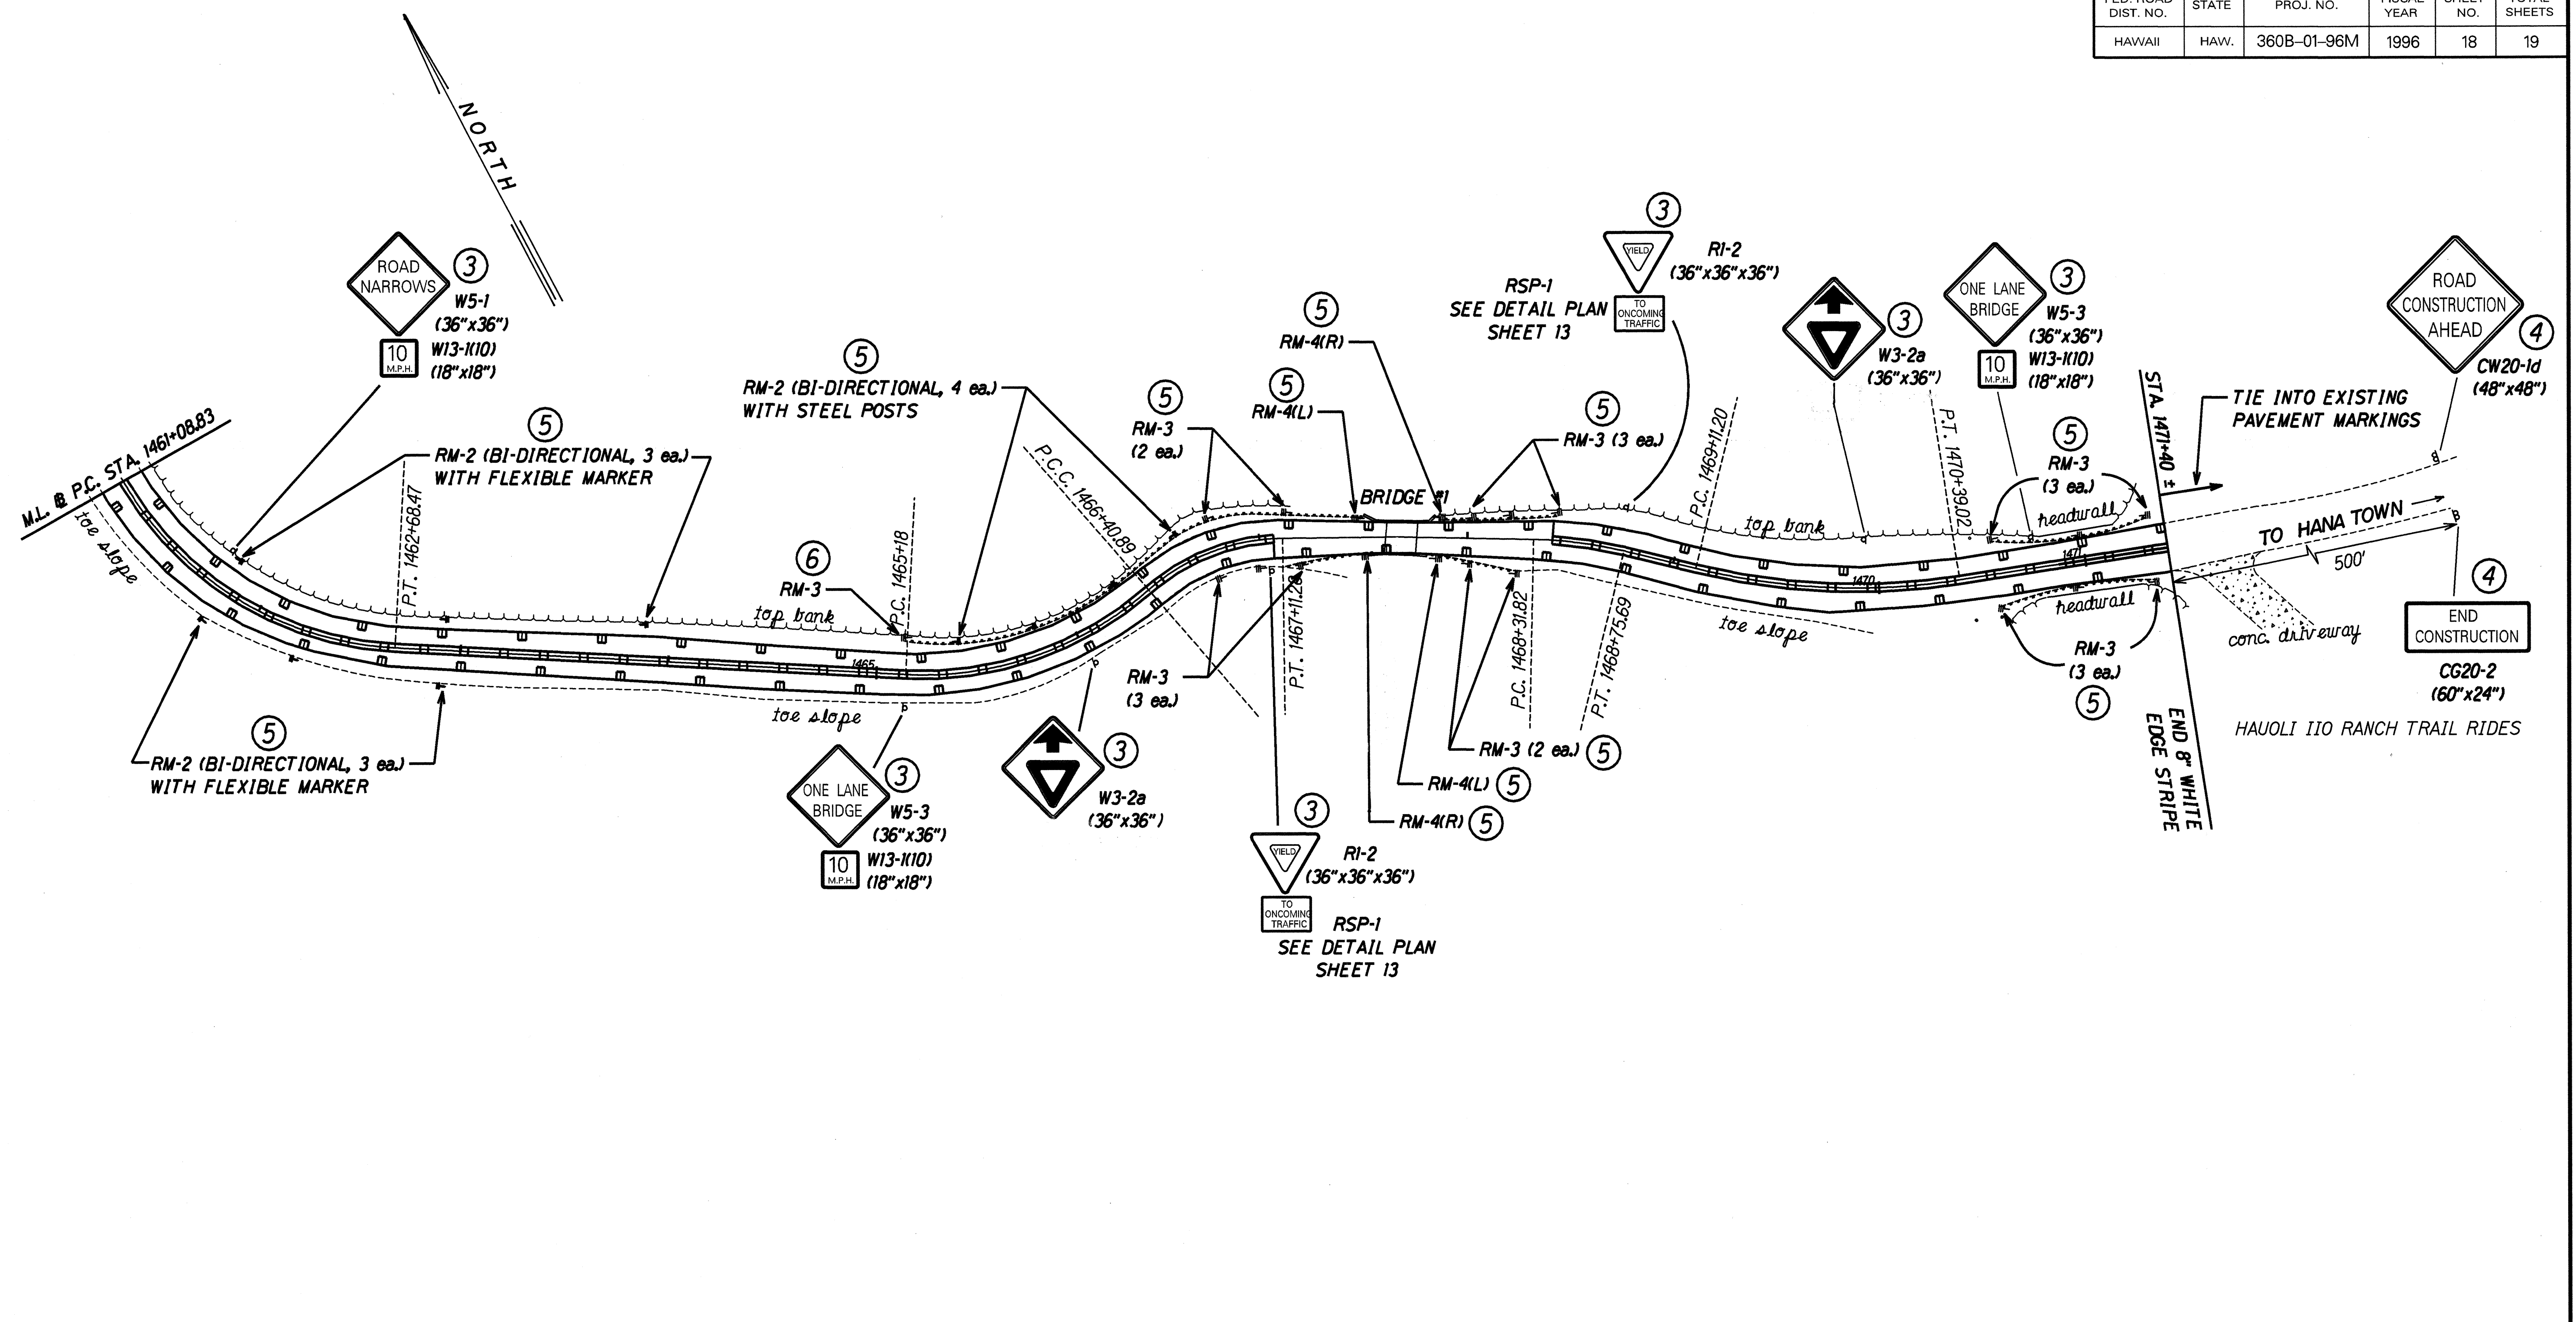 FED. ROAD DIST. NO.
STATE
PROJ. NO.
FISCAL YEAR
SHEET NO.
TOTAL SHEETS
HAWAII
HAW.
360B-01-96M
1996
18
19
NORTH
ROAD
NARROWS
3
W5-1
(36"x36")
10
M.P.H.
W13-1(10)
(18"x18")
M.L. ℄ P.C. STA. 1461+08.83
toe slope
5
RM-2 (BI-DIRECTIONAL, 3 ea.)
WITH FLEXIBLE MARKER
P.T. 1462+68.47
5
RM-2 (BI-DIRECTIONAL, 3 ea.)
WITH FLEXIBLE MARKER
5
RM-2 (BI-DIRECTIONAL, 4 ea.)
WITH STEEL POSTS
6
RM-3
top bank
1465
P.C. 1465+18
toe slope
ONE LANE
BRIDGE
3
W5-3
(36"x36")
10
M.P.H.
W13-1(10)
(18"x18")
P.C.C. 1466+40.89
3
W3-2a
(36"x36")
5
RM-3
(2 ea.)
RM-3
(3 ea.)
5
RM-4(L)
5
RM-4(R)
BRIDGE #1
P.T. 1467+11.26
5
RM-3 (3 ea.)
3
YIELD
R1-2
(36"x36"x36")
TO
ONCOMING
TRAFFIC
RSP-1
SEE DETAIL PLAN
SHEET 13
P.C. 1468+31.82
P.T. 1468+75.69
RM-3 (2 ea.) 5
RM-4(L) 5
RM-4(R) 5
3
YIELD
R1-2
(36"x36"x36")
TO
ONCOMING
TRAFFIC
RSP-1
SEE DETAIL PLAN
SHEET 13
P.C. 1469+11.20
top bank
toe slope
3
W3-2a
(36"x36")
1470
P.T. 1470+39.02
ONE LANE
BRIDGE
3
W5-3
(36"x36")
10
M.P.H.
W13-1(10)
(18"x18")
5
RM-3
(3 ea.)
headwall
1471
headwall
RM-3
(3 ea.)
5
STA. 1471+40 ±
END 8" WHITE
EDGE STRIPE
TIE INTO EXISTING
PAVEMENT MARKINGS
ROAD
CONSTRUCTION
AHEAD
4
CW20-1d
(48"x48")
TO HANA TOWN
500'
conc. driveway
4
END
CONSTRUCTION
CG20-2
(60"x24")
HAUOLI IIO RANCH TRAIL RIDES